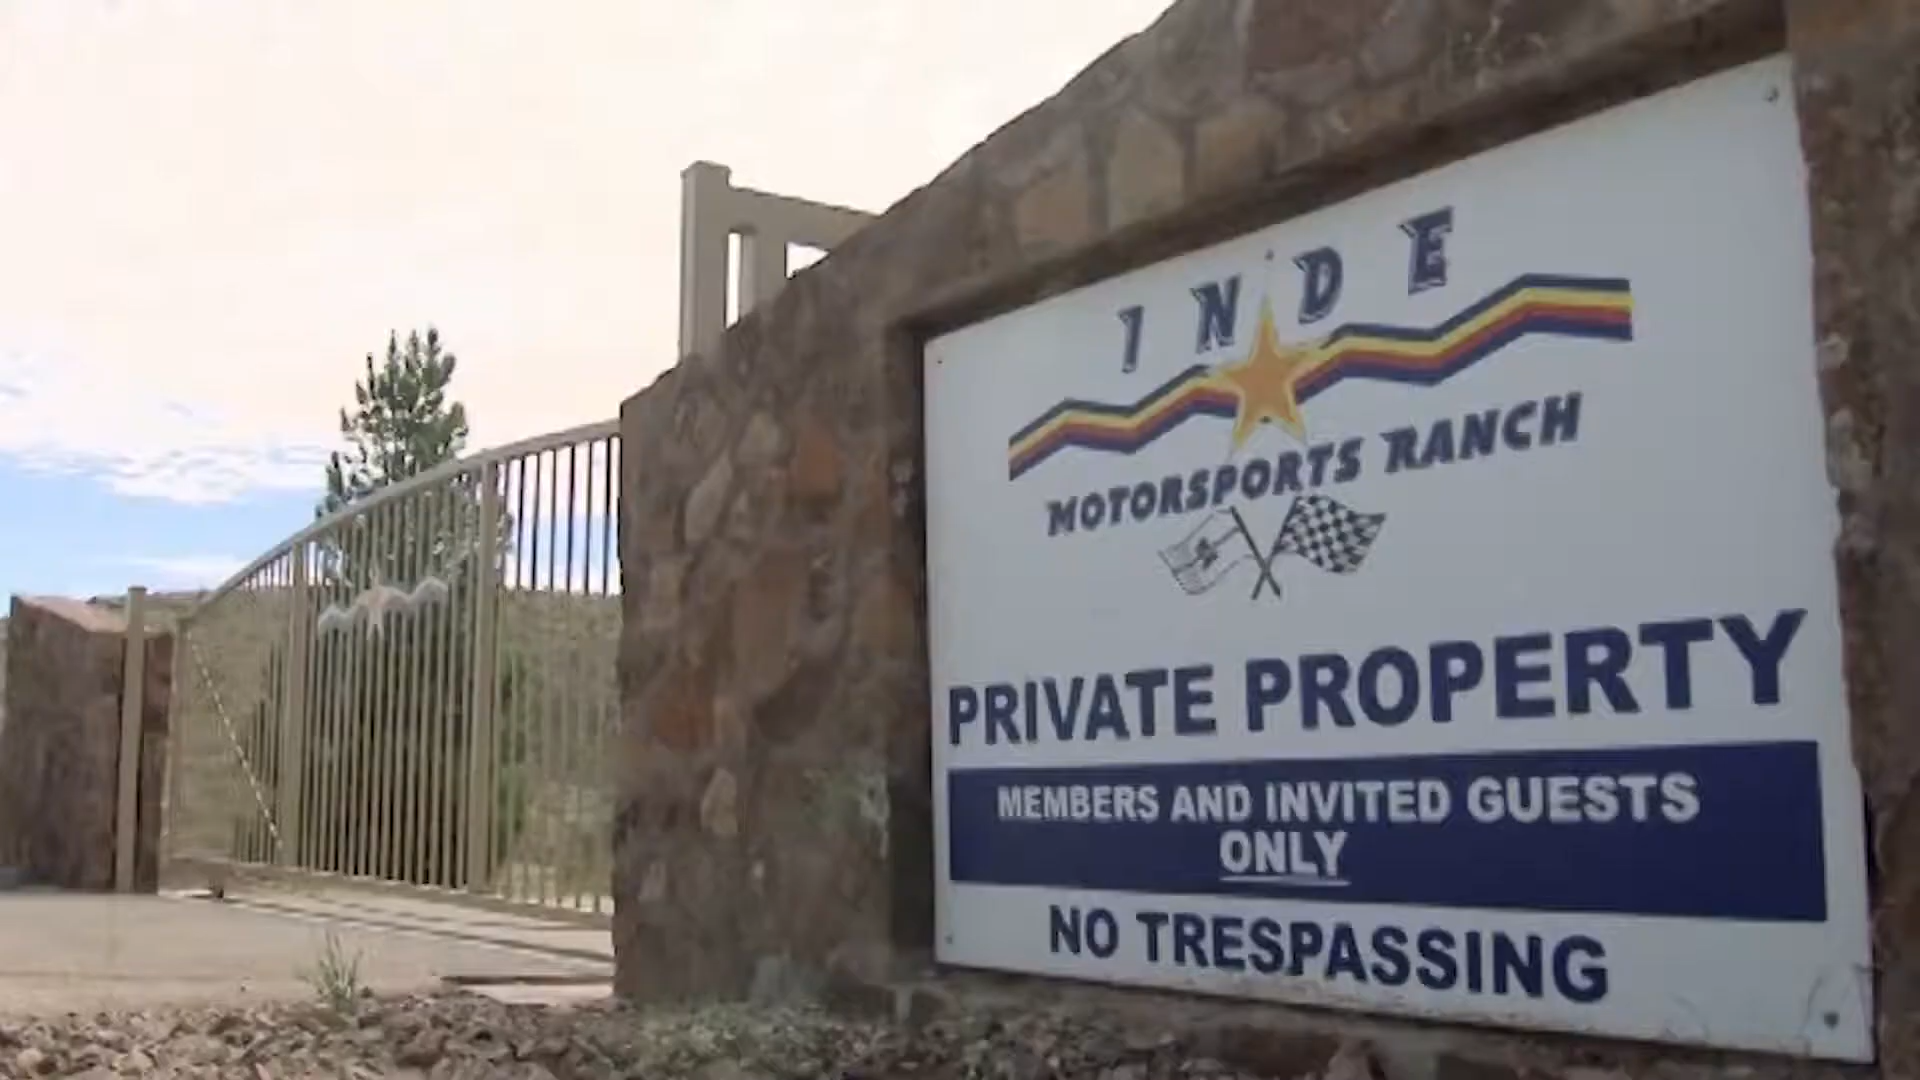 INDE
MOTORSPORTS RANCH
PRIVATE PROPERTY
MEMBERS AND INVITED GUESTS
ONLY
NO TRESPASSING